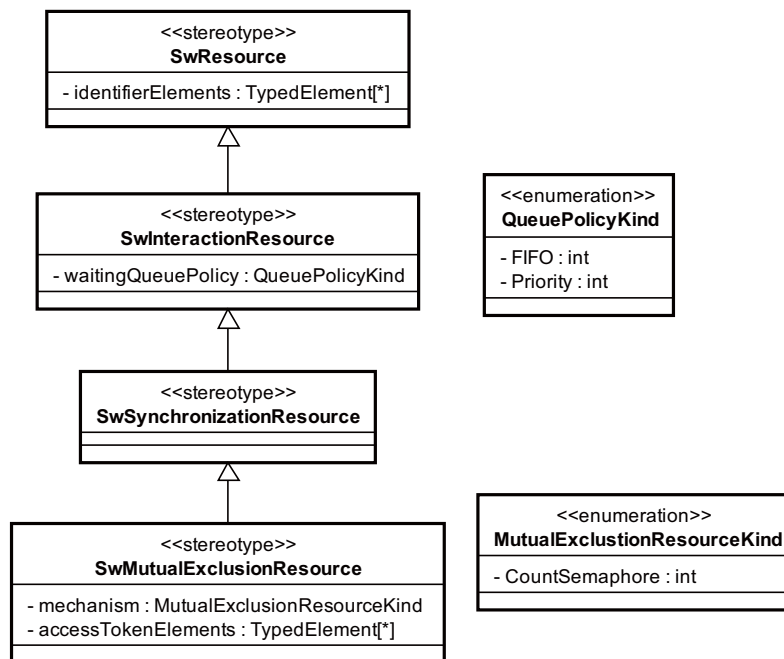 <<stereotype>>
SwResource
- identifierElements : TypedElement[*]
<<stereotype>>
SwInteractionResource
- waitingQueuePolicy : QueuePolicyKind
<<enumeration>>
QueuePolicyKind
- FIFO : int
- Priority : int
<<stereotype>>
SwSynchronizationResource
<<stereotype>>
SwMutualExclusionResource
- mechanism : MutualExclusionResourceKind
- accessTokenElements : TypedElement[*]
<<enumeration>>
MutualExclustionResourceKind
- CountSemaphore : int